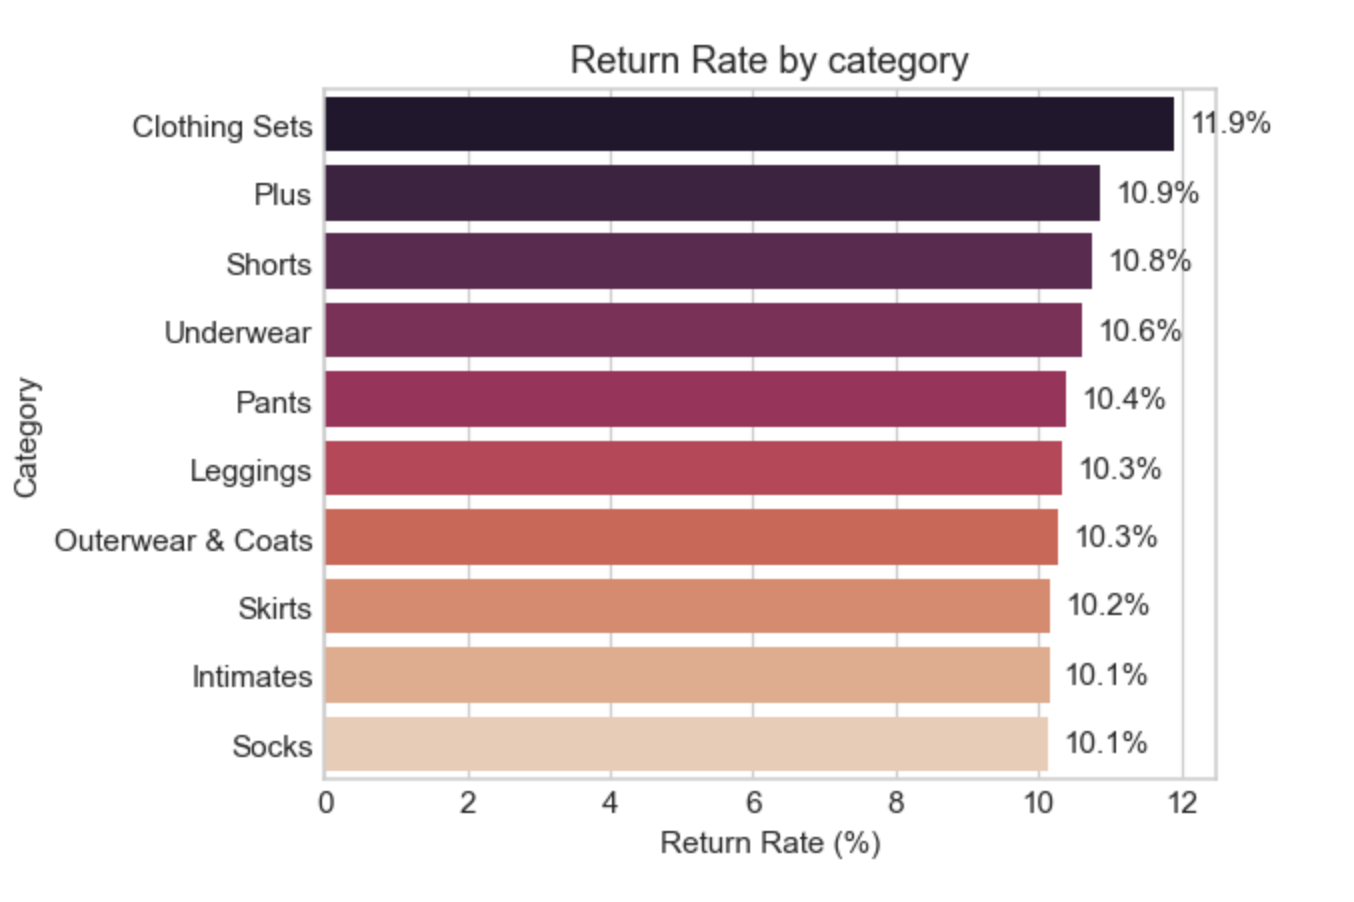 Return Rate by category
Clothing Sets 11.9%
Plus 10.9%
Shorts 10.8%
Underwear 10.6%
Pants 10.4%
Leggings 10.3%
Outerwear & Coats 10.3%
Skirts 10.2%
Intimates 10.1%
Socks 10.1%
Category
0 2 4 6 8 10 12
Return Rate (%)